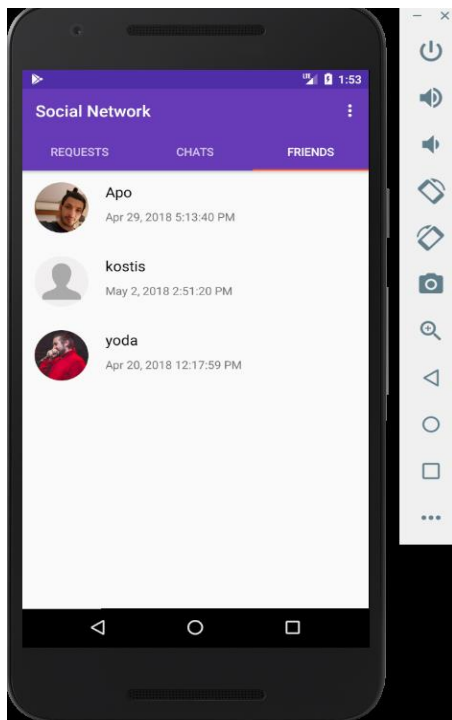 1:53
Social Network
REQUESTS CHATS FRIENDS
Apo
Apr 29, 2018 5:13:40 PM
kostis
May 2, 2018 2:51:20 PM
yoda
Apr 20, 2018 12:17:59 PM